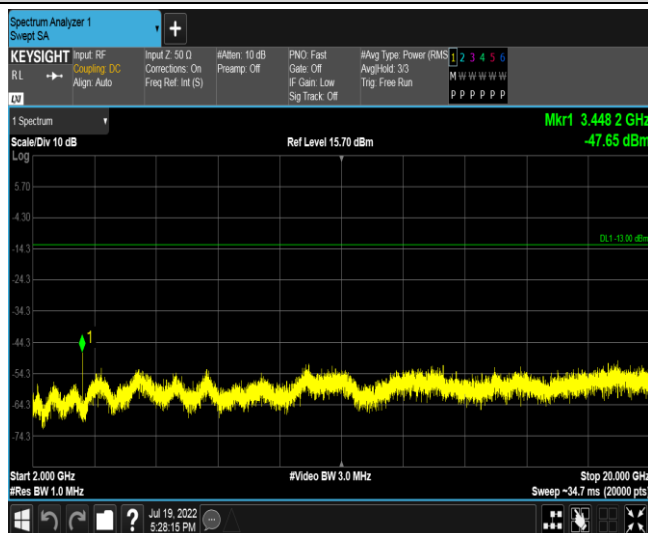 Spectrum Analyzer 1
Swept SA
+
KEYSIGHT
RL
Input: RF
Coupling: DC
Align: Auto
Input Z: 50 Ω
Corrections: On
Freq Ref: Int (S)
#Atten: 10 dB
Preamp: Off
PNO: Fast
Gate: Off
IF Gain: Low
Sig Track: Off
#Avg Type: Power (RMS
Avg|Hold: 3/3
Trig: Free Run
1 2 3 4 5 6
M W W W W W
P P P P P P
LXI
1 Spectrum
Scale/Div 10 dB
Ref Level 15.70 dBm
Mkr1 3.448 2 GHz
-47.65 dBm
Log
5.70
-4.30
DL1 -13.00 dBm
-14.3
-24.3
-34.3
1
-44.3
-54.3
-64.3
-74.3
Start 2.000 GHz
#Res BW 1.0 MHz
#Video BW 3.0 MHz
Stop 20.000 GHz
Sweep ~34.7 ms (20000 pts)
?
Jul 19, 2022
5:28:15 PM